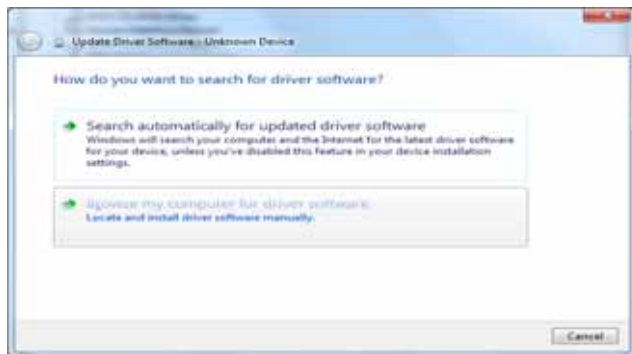 Update Driver Software - Unknown Device
How do you want to search for driver software?
Search automatically for updated driver software
Windows will search your computer and the Internet for the latest driver software
for your device, unless you've disabled this feature in your device installation
settings.
Browse my computer for driver software
Locate and install driver software manually.
Cancel